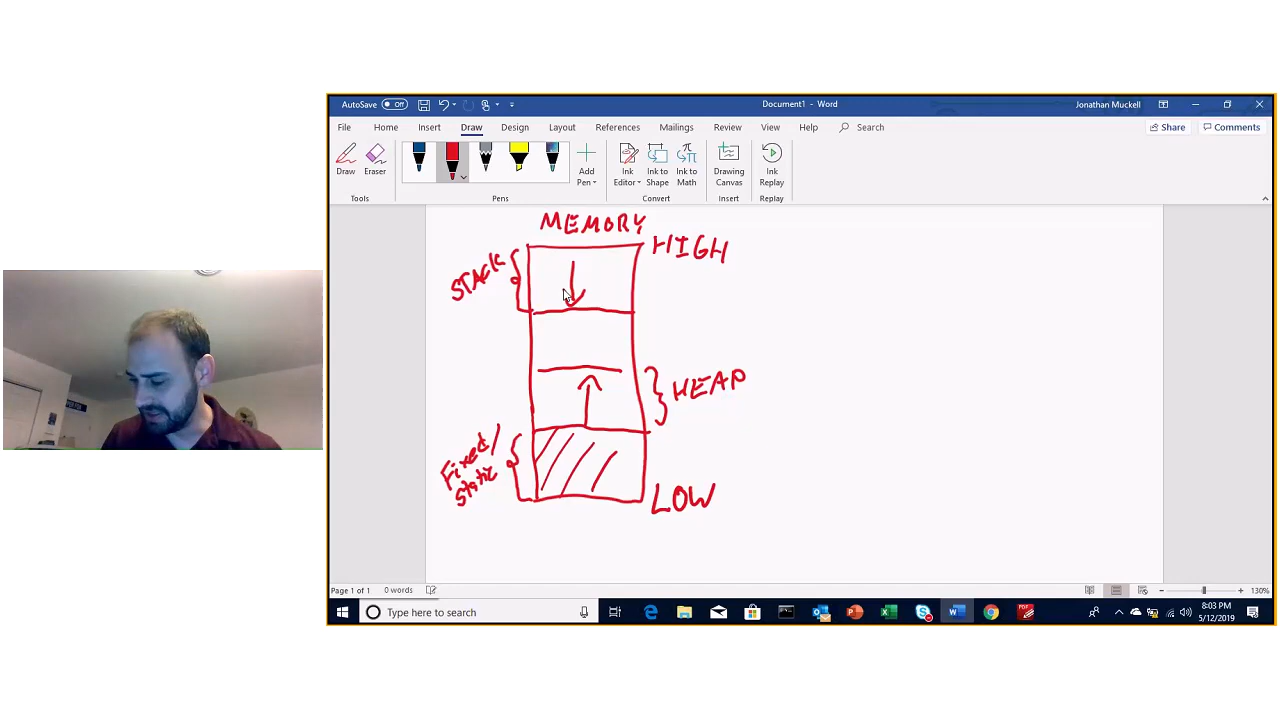 AutoSave Off
Document1 - Word
Jonathan Muckell
File Home Insert Draw Design Layout References Mailings Review View Help Search
Share Comments
Draw Eraser Add Pen Ink Editor Ink to Shape Ink to Math Drawing Canvas Ink Replay
Tools Pens Convert Insert Replay
MEMORY
HIGH
STACK
HEAP
Fixed/
static
LOW
Page 1 of 1 0 words
130%
Type here to search
8:03 PM
5/12/2019